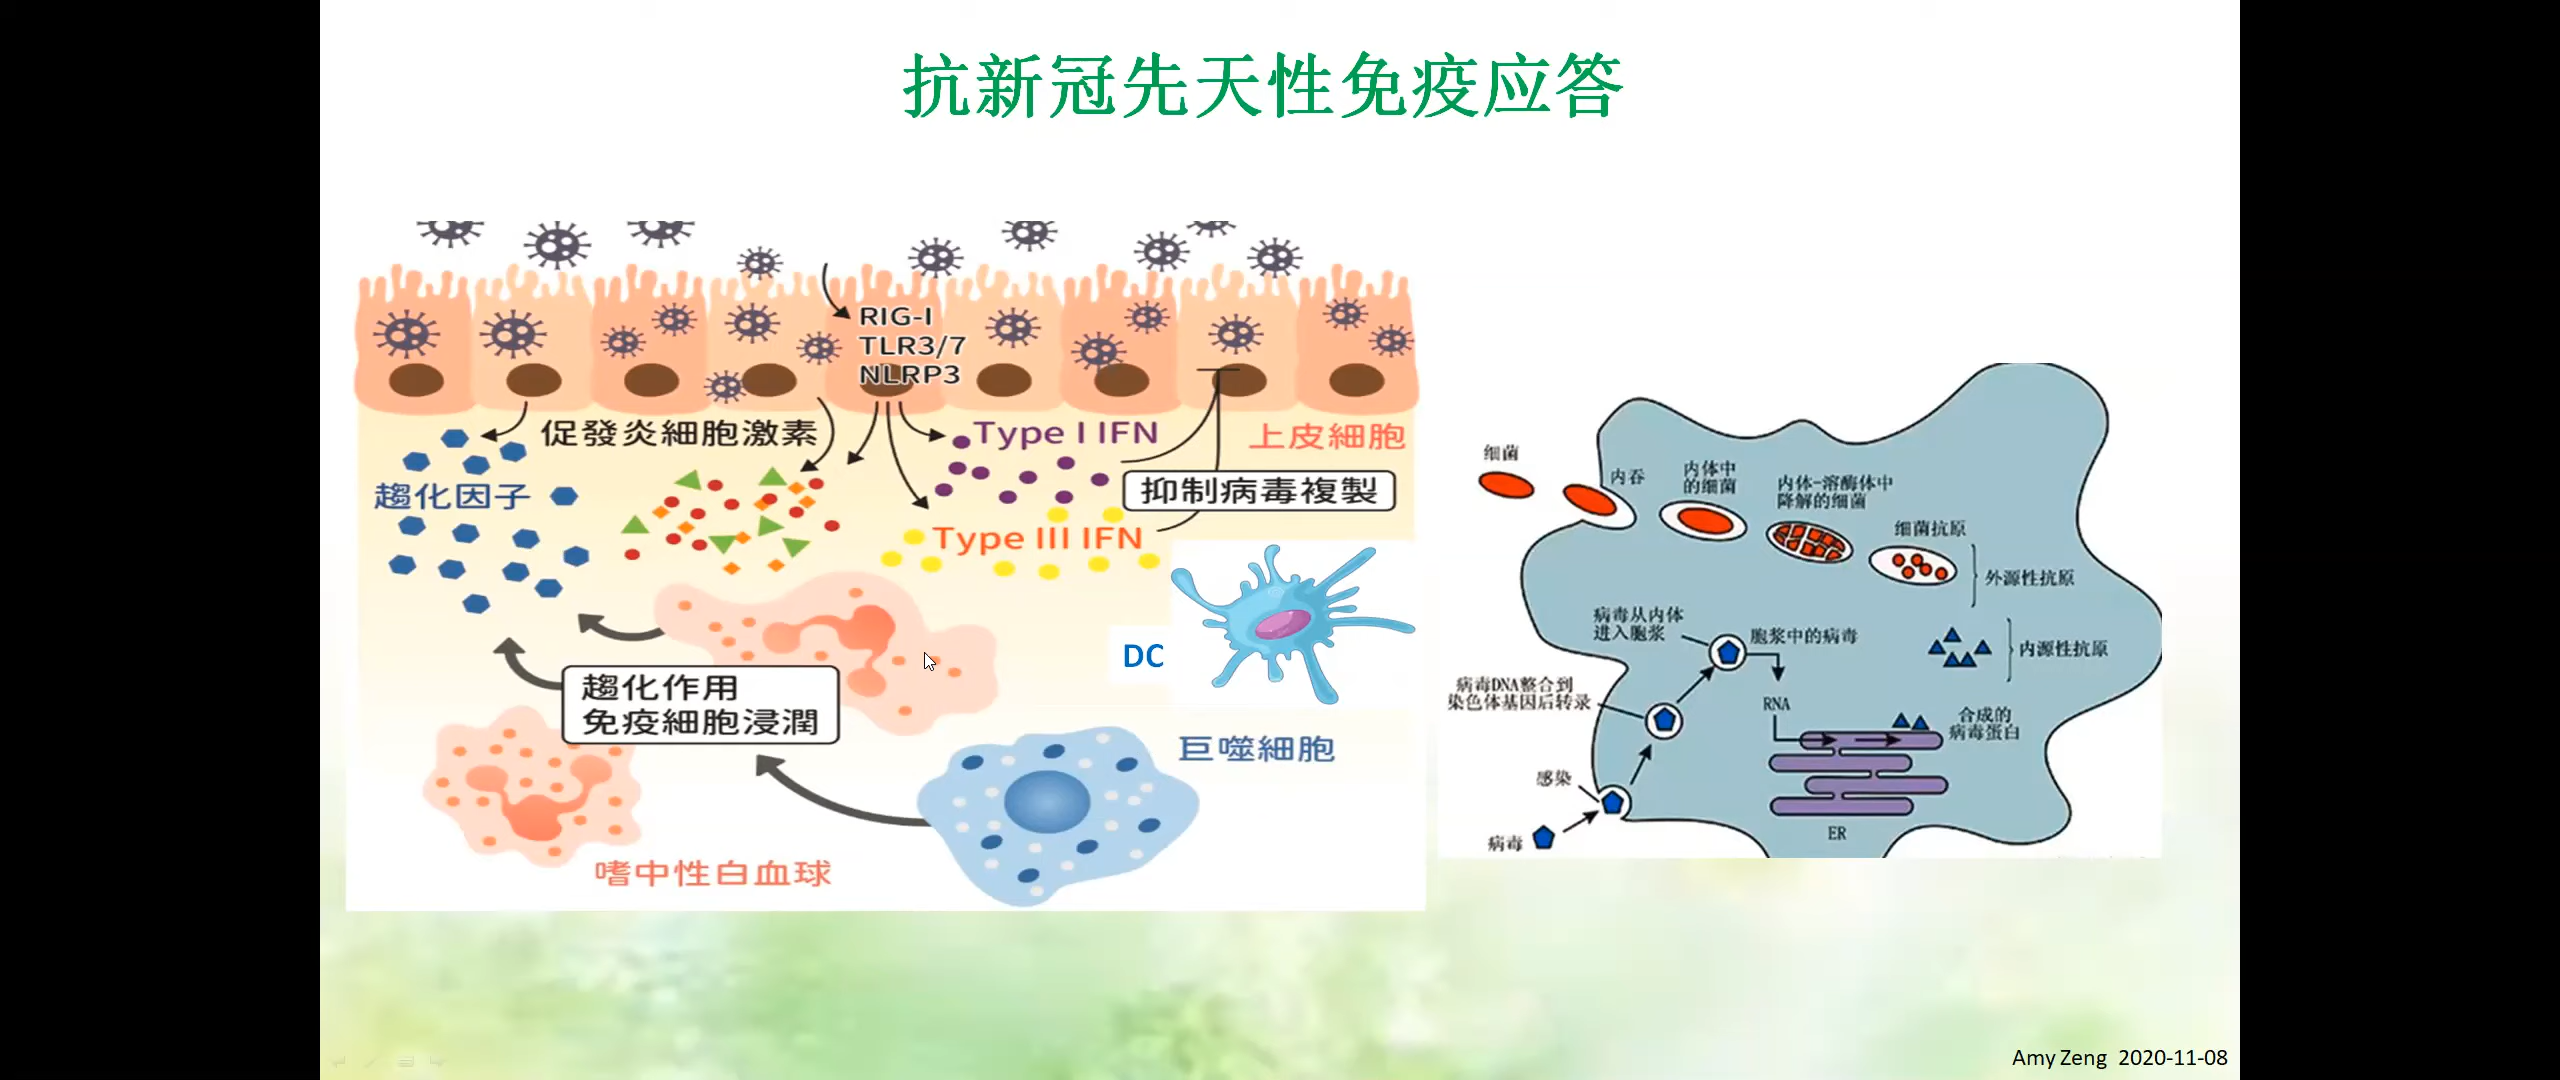 抗新冠先天性免疫应答
RIG-I
TLR3/7
NLRP3
促發炎細胞激素
Type I IFN
上皮細胞
趨化因子
抑制病毒複製
Type III IFN
DC
趨化作用
免疫細胞浸潤
巨噬細胞
嗜中性白血球
细菌
内吞
内体中
的细菌
内体-溶酶体中
降解的细菌
细菌抗原
外源性抗原
病毒从内体
进入胞浆
胞浆中的病毒
内源性抗原
病毒DNA整合到
染色体基因后转录
RNA
合成的
病毒蛋白
感染
ER
病毒
Amy Zeng 2020-11-08